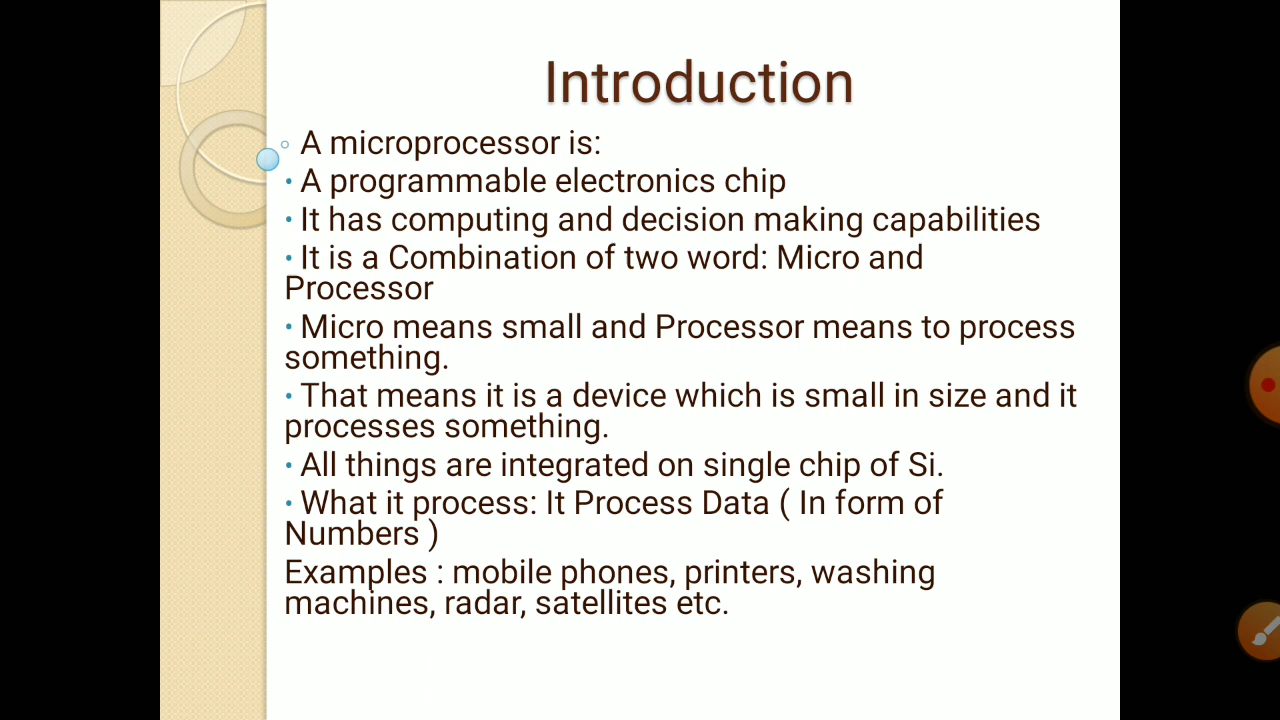 Introduction
◦ A microprocessor is:
• A programmable electronics chip
• It has computing and decision making capabilities
• It is a Combination of two word: Micro and
Processor
• Micro means small and Processor means to process
something.
• That means it is a device which is small in size and it
processes something.
• All things are integrated on single chip of Si.
• What it process: It Process Data ( In form of
Numbers )
Examples : mobile phones, printers, washing
machines, radar, satellites etc.